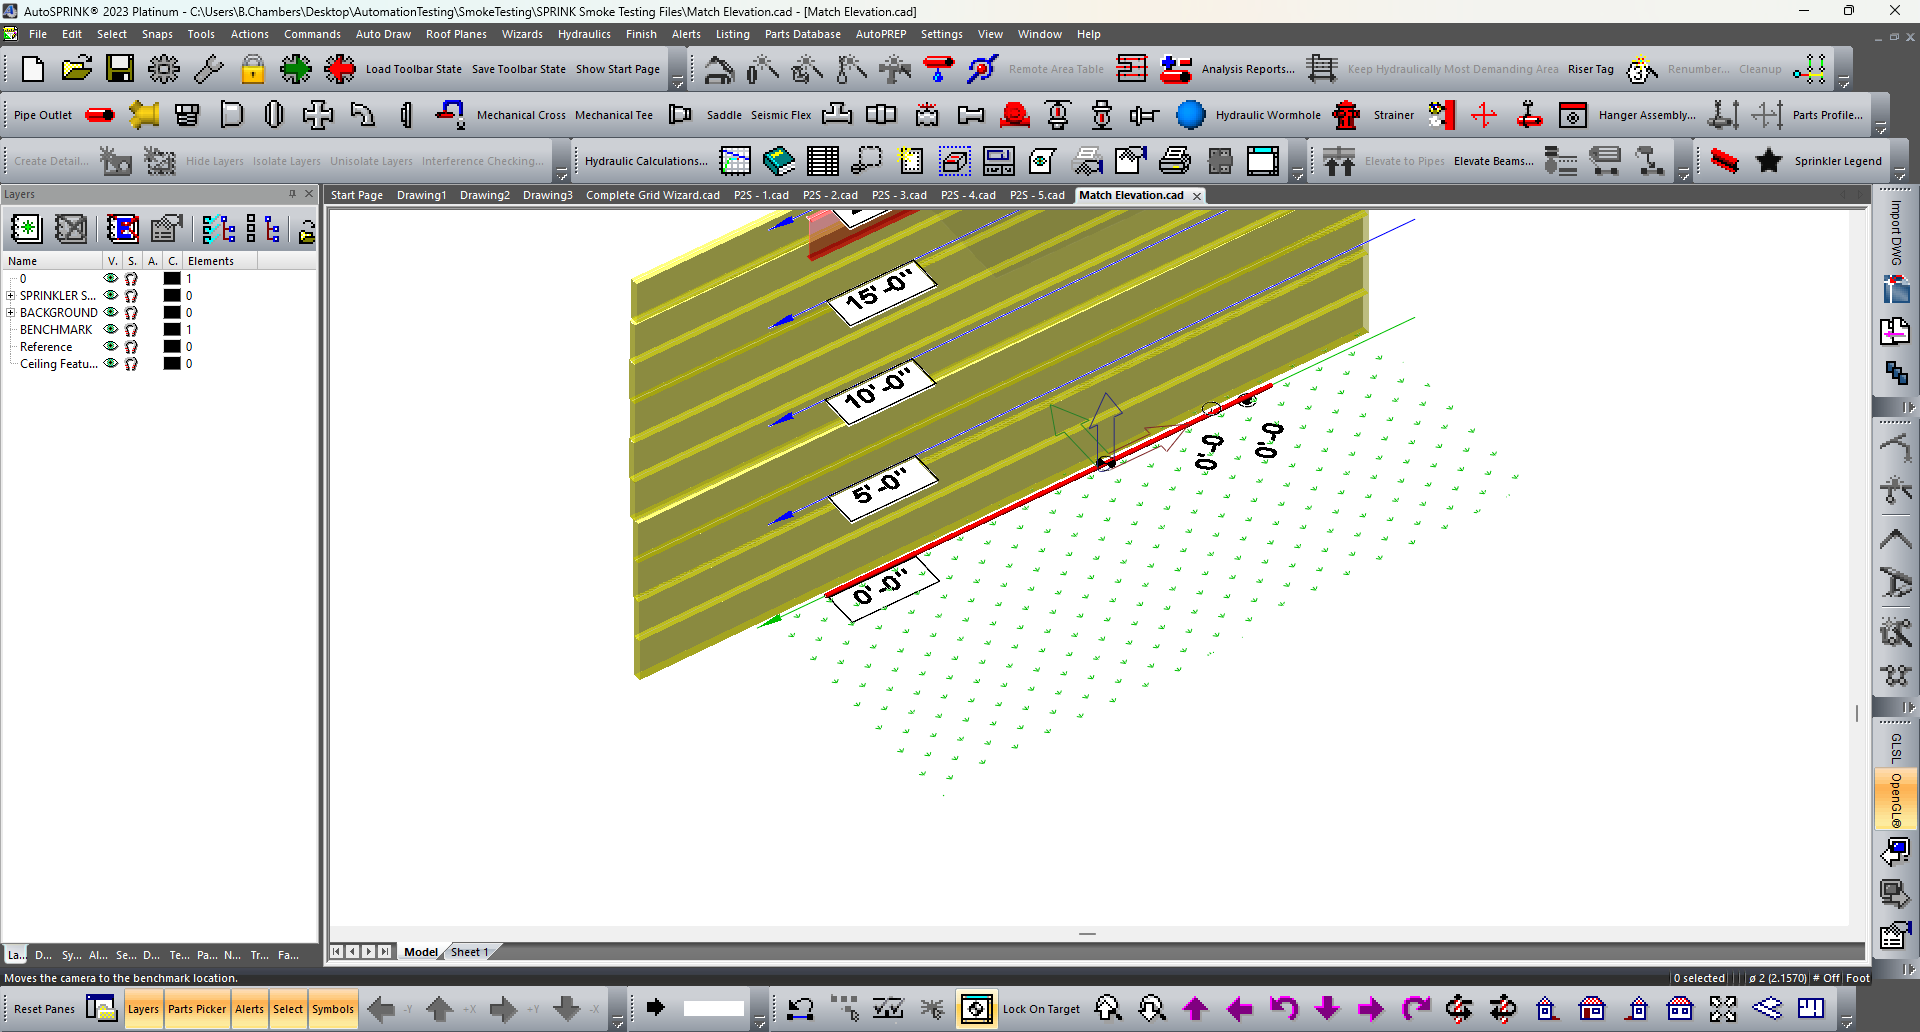 AutoSPRINK® 2023 Platinum - C:\Users\B.Chambers\Desktop\AutomationTesting\SmokeTesting\SPRINK Smoke Testing Files\Match Elevation.cad - [Match Elevation.cad]
File Edit Select Snaps Tools Actions Commands Auto Draw Roof Planes Wizards Hydraulics Finish Alerts Listing Parts Database AutoPREP Settings View Window Help
Load Toolbar State Save Toolbar State Show Start Page Remote Area Table Analysis Reports... Keep Hydraulically Most Demanding Area Riser Tag Renumber... Cleanup
Pipe Outlet Mechanical Cross Mechanical Tee Saddle Seismic Flex Hydraulic Wormhole Strainer Hanger Assembly... Parts Profile...
Create Detail... Hide Layers Isolate Layers Unisolate Layers Interference Checking... Hydraulic Calculations... Elevate to Pipes Elevate Beams... Sprinkler Legend
Layers
Start Page Drawing1 Drawing2 Drawing3 Complete Grid Wizard.cad P2S - 1.cad P2S - 2.cad P2S - 3.cad P2S - 4.cad P2S - 5.cad Match Elevation.cad
Name V. S. A. C. Elements
0 1
SPRINKLER S... 0
BACKGROUND 0
BENCHMARK 1
Reference 0
Ceiling Featu... 0
15'-0"
10'-0"
5'-0"
0'-0"
0'-0
0'-0
Import DWG
GLSL
OpenGL®
La... D... Sy... Al... Se... D... Te... Pa... N... Tr... Fa...
Model Sheet 1
Moves the camera to the benchmark location.
0 selected ø 2 (2.1570) # Off Foot
Reset Panes Layers Parts Picker Alerts Select Symbols -Y +X +Y -X Lock On Target